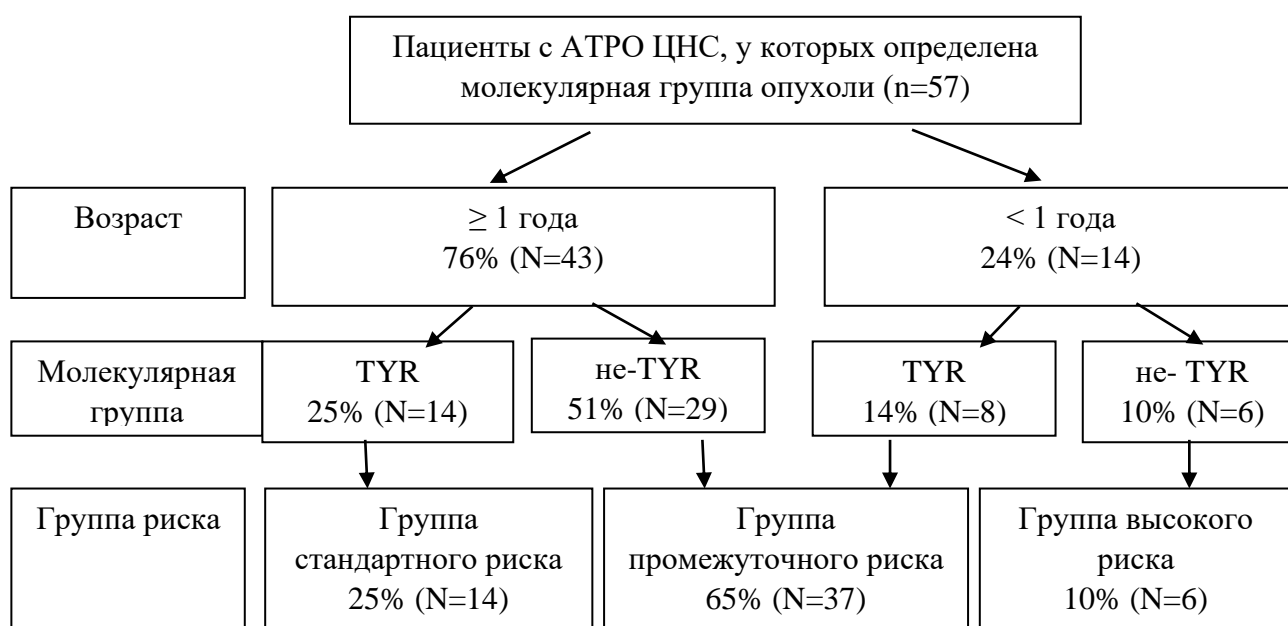 Пациенты с АТРО ЦНС, у которых определена
молекулярная группа опухоли (n=57)
Возраст
≥ 1 года
76% (N=43)
< 1 года
24% (N=14)
Молекулярная
группа
TYR
25% (N=14)
не-TYR
51% (N=29)
TYR
14% (N=8)
не- TYR
10% (N=6)
Группа риска
Группа
стандартного риска
25% (N=14)
Группа
промежуточного риска
65% (N=37)
Группа высокого
риска
10% (N=6)